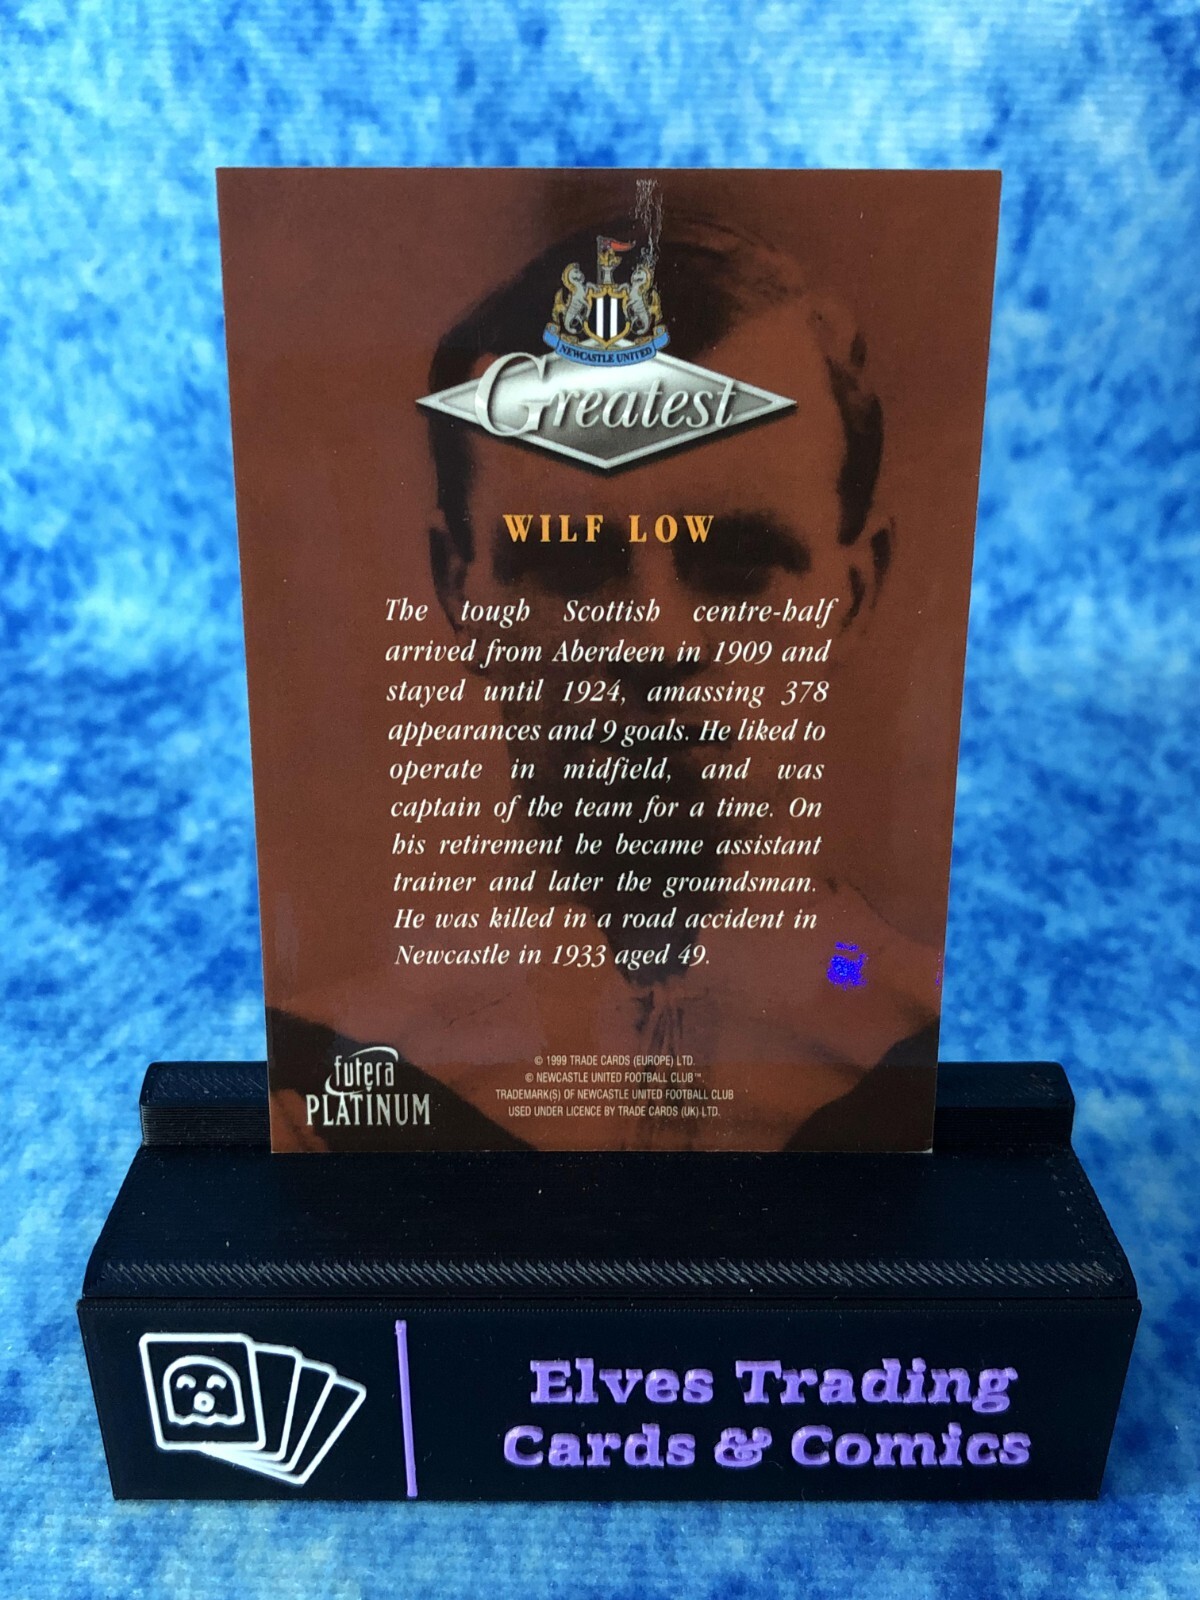 NEWCASTLE UNITED
Greatest
WILF LOW
The tough Scottish centre-half
arrived from Aberdeen in 1909 and
stayed until 1924, amassing 378
appearances and 9 goals. He liked to
operate in midfield, and was
captain of the team for a time. On
his retirement he became assistant
trainer and later the groundsman.
He was killed in a road accident in
Newcastle in 1933 aged 49.
futera
PLATINUM
© 1999 TRADE CARDS (EUROPE) LTD.
© NEWCASTLE UNITED FOOTBALL CLUB™.
TRADEMARK(S) OF NEWCASTLE UNITED FOOTBALL CLUB
USED UNDER LICENCE BY TRADE CARDS (UK) LTD.
Elves Trading
Cards & Comics